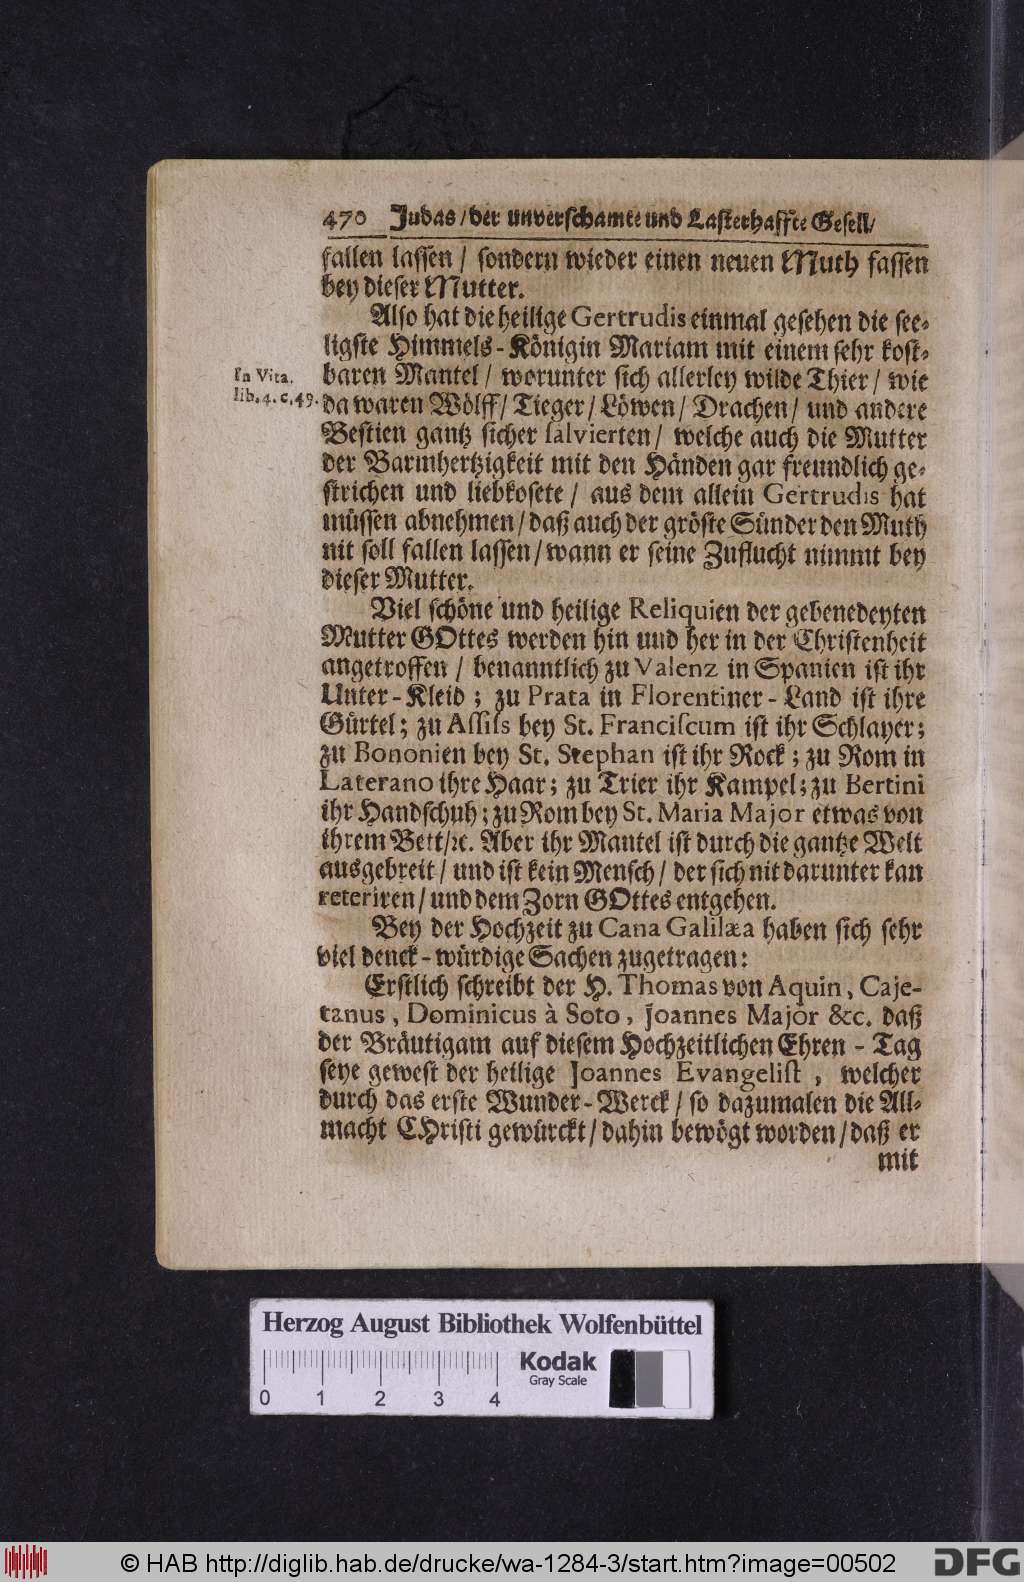 470 Judas / der unverschamte und Lasterhaffte Gesell /
fallen lassen / sondern wieder einen neuen Muth fassen
bey dieser Mutter.
Also hat die heilige Gertrudis einmal gesehen die see-
ligste Himmels-Königin Mariam mit einem sehr kost-
In Vita.
lib. 4. c. 49.
baren Mantel / worunter sich allerley wilde Thier / wie
da waren Wölff / Tieger / Löwen / Drachen / und andere
Bestien gantz sicher salvierten / welche auch die Mutter
der Barmhertzigkeit mit den Händen gar freundlich ge-
strichen und liebkosete / aus dem allein Gertrudis hat
müssen abnehmen / daß auch der gröste Sünder den Muth
nit soll fallen lassen / wann er seine Zuflucht nimmt bey
dieser Mutter.
Viel schöne und heilige Reliquien der gebenedeyten
Mutter GOttes werden hin und her in der Christenheit
angetroffen / benanntlich zu Valenz in Spanien ist ihr
Unter-Kleid ; zu Prata in Florentiner-Land ist ihre
Gürtel; zu Assiss bey St. Franciscum ist ihr Schlayer;
zu Bononien bey St. Stephan ist ihr Rock ; zu Rom in
Laterano ihre Haar; zu Trier ihr Kampel; zu Bertini
ihr Handschuh; zu Rom bey St. Maria Major etwas von
ihrem Bett / ꝛc. Aber ihr Mantel ist durch die gantze Welt
ausgebreit / und ist kein Mensch / der sich nit darunter kan
reteriren / und dem Zorn GOttes entgehen.
Bey der Hochzeit zu Cana Galilæa haben sich sehr
viel denck-würdige Sachen zugetragen:
Erstlich schreibt der H. Thomas von Aquin, Caje-
tanus, Dominicus à Soto, Joannes Major &c. daß
der Bräutigam auf diesem Hochzeitlichen Ehren-Tag
seye gewest der heilige Joannes Evangelist, welcher
durch das erste Wunder-Werck / so dazumalen die All-
macht CHristi gewürckt / dahin bewögt worden / daß er
mit
Herzog August Bibliothek Wolfenbüttel
0 1 2 3 4
Kodak
Gray Scale
© HAB http://diglib.hab.de/drucke/wa-1284-3/start.htm?image=00502
DFG